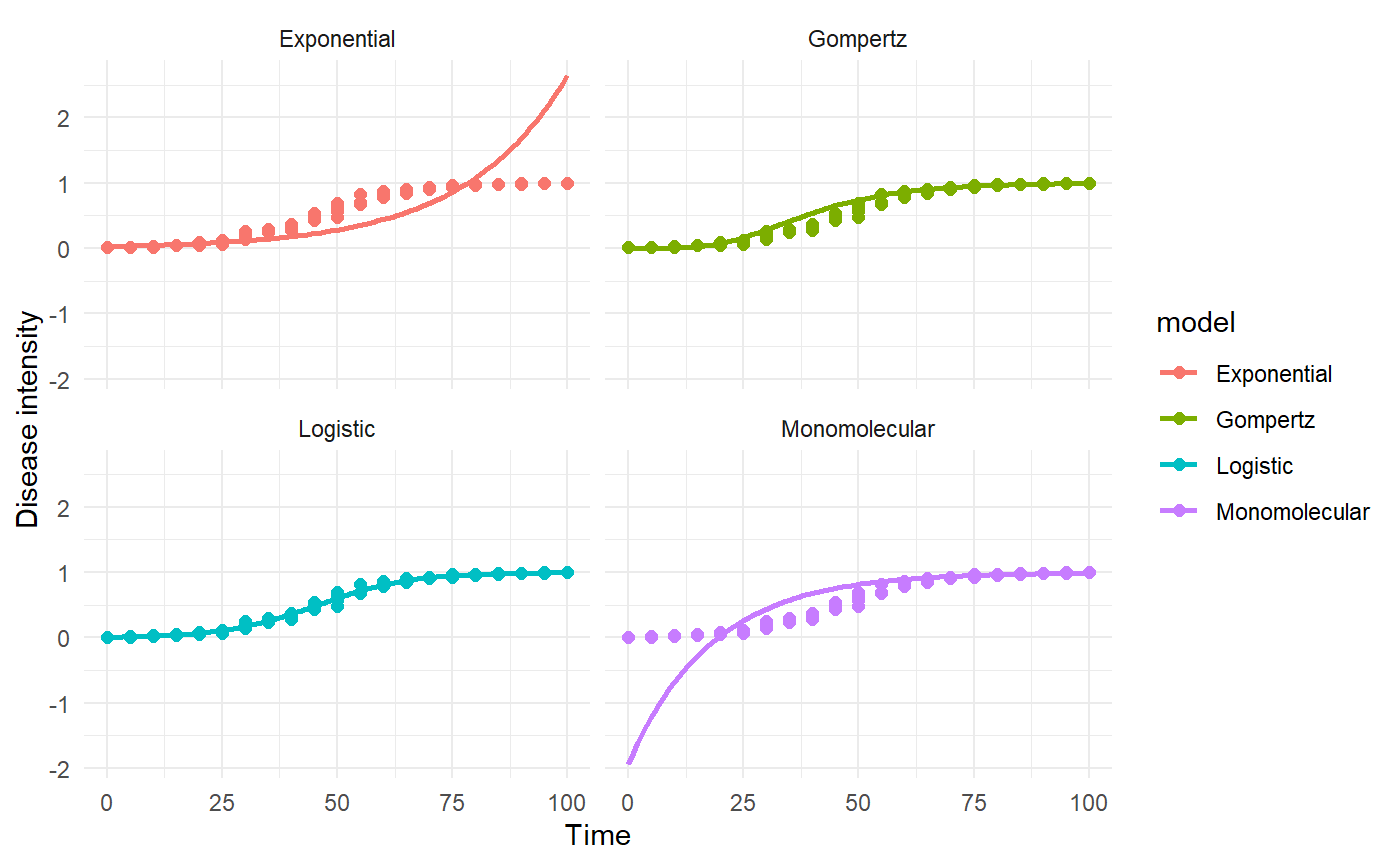 Exponential
Gompertz
2
1
0
-1
-2
Logistic
Monomolecular
2
1
0
-1
-2
0 25 50 75 100 0 25 50 75 100
Time
Disease intensity
model
Exponential
Gompertz
Logistic
Monomolecular